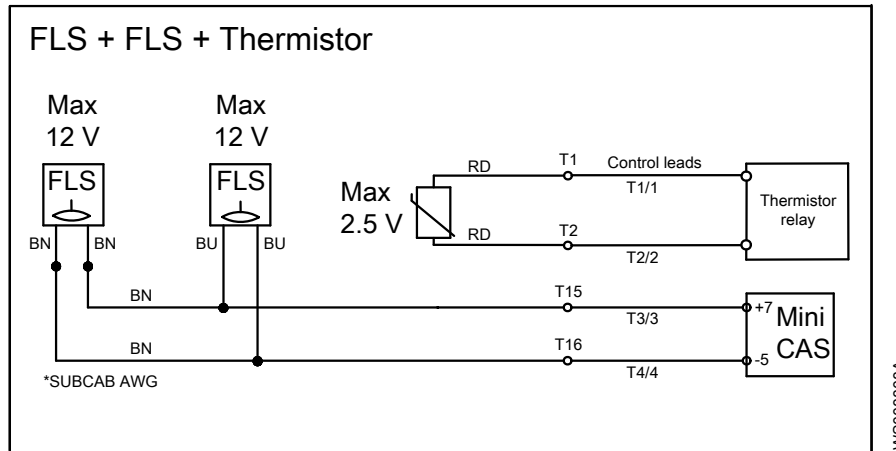 FLS + FLS + Thermistor
Max
12 V
Max
12 V
FLS
FLS
BN
BN
BU
BU
Max
2.5 V
RD
RD
T1
T2
Control leads
T1/1
T2/2
Thermistor
relay
BN
BN
T15
T16
T3/3
T4/4
+7
-5
Mini
CAS
*SUBCAB AWG